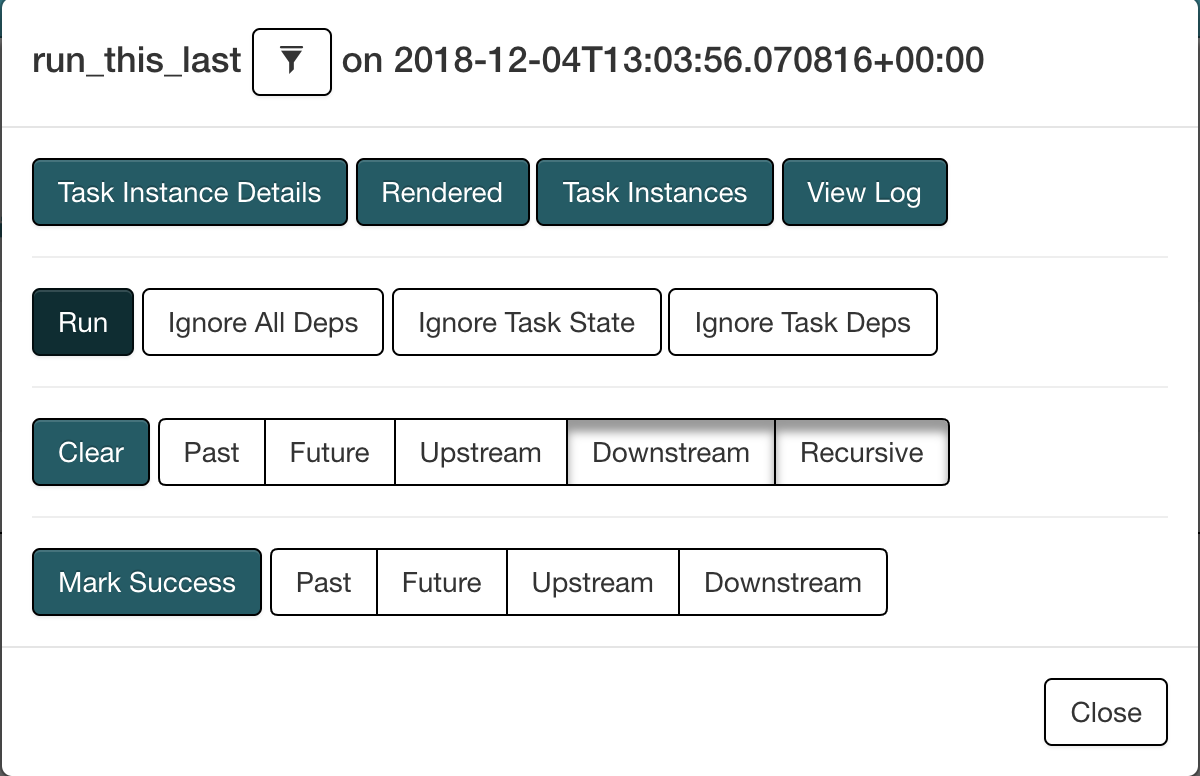 run_this_last on 2018-12-04T13:03:56.070816+00:00
Task Instance Details Rendered Task Instances View Log
Run Ignore All Deps Ignore Task State Ignore Task Deps
Clear Past Future Upstream Downstream Recursive
Mark Success Past Future Upstream Downstream
Close